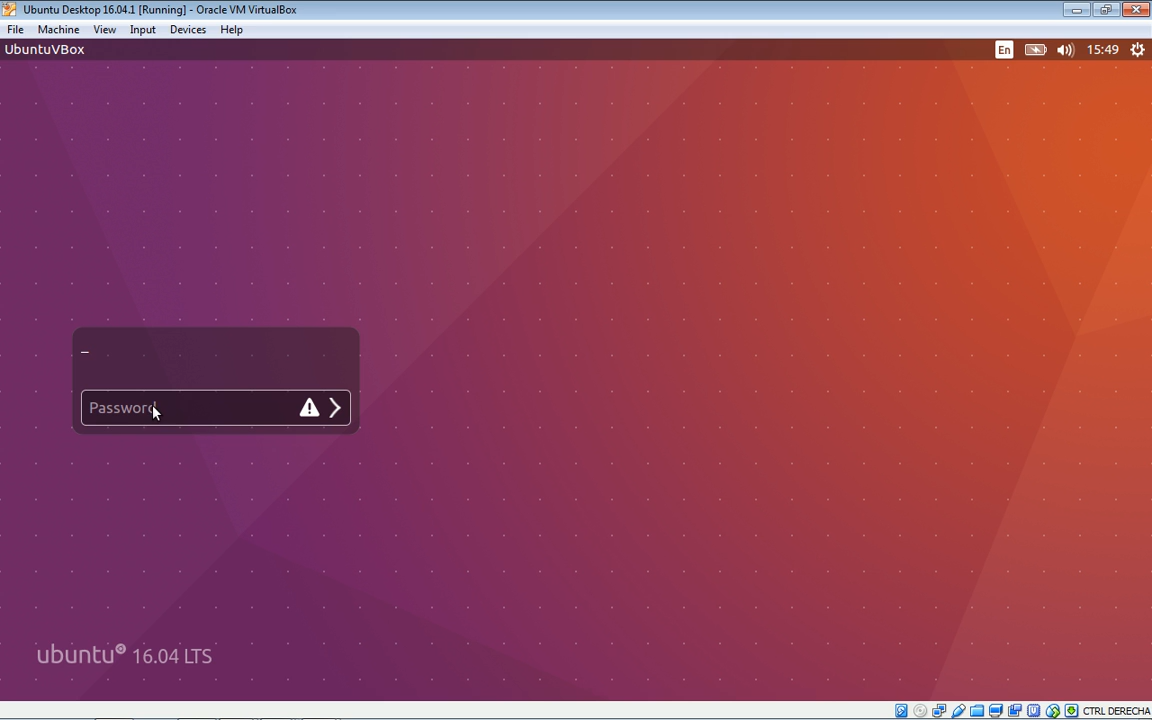 Ubuntu Desktop 16.04.1 [Running] - Oracle VM VirtualBox
File Machine View Input Devices Help
UbuntuVBox En 15:49
_
Password
ubuntu® 16.04 LTS
CTRL DERECHA